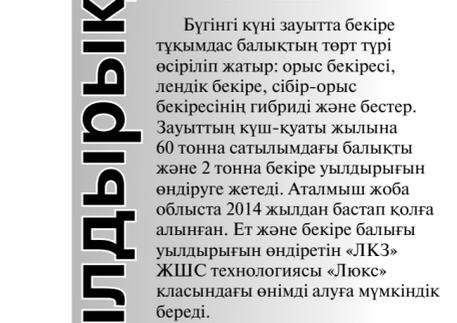 лдырық
Бүгінгі күні зауытта бекіре
тұқымдас балықтың төрт түрі
өсіріліп жатыр: орыс бекіресі,
лендік бекіре, сібір-орыс
бекіресінің гибриді және бестер.
Зауыттың күш-қуаты жылына
60 тонна сатылымдағы балықты
және 2 тонна бекіре уылдырығын
өндіруге жетеді. Аталмыш жоба
облыста 2014 жылдан бастап қолға
алынған. Ет және бекіре балығы
уылдырығын өндіретін «ЛКЗ»
ЖШС технологиясы «Люкс»
класындағы өнімді алуға мүмкіндік
береді.